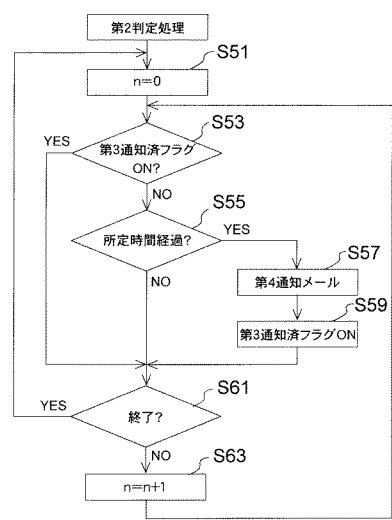 第2判定処理
S51
n=0
S53
YES
第3通知済フラグ
ON?
NO
S55
所定時間経過?
YES
NO
S57
第4通知メール
S59
第3通知済フラグON
S61
YES
終了?
NO
S63
n=n+1